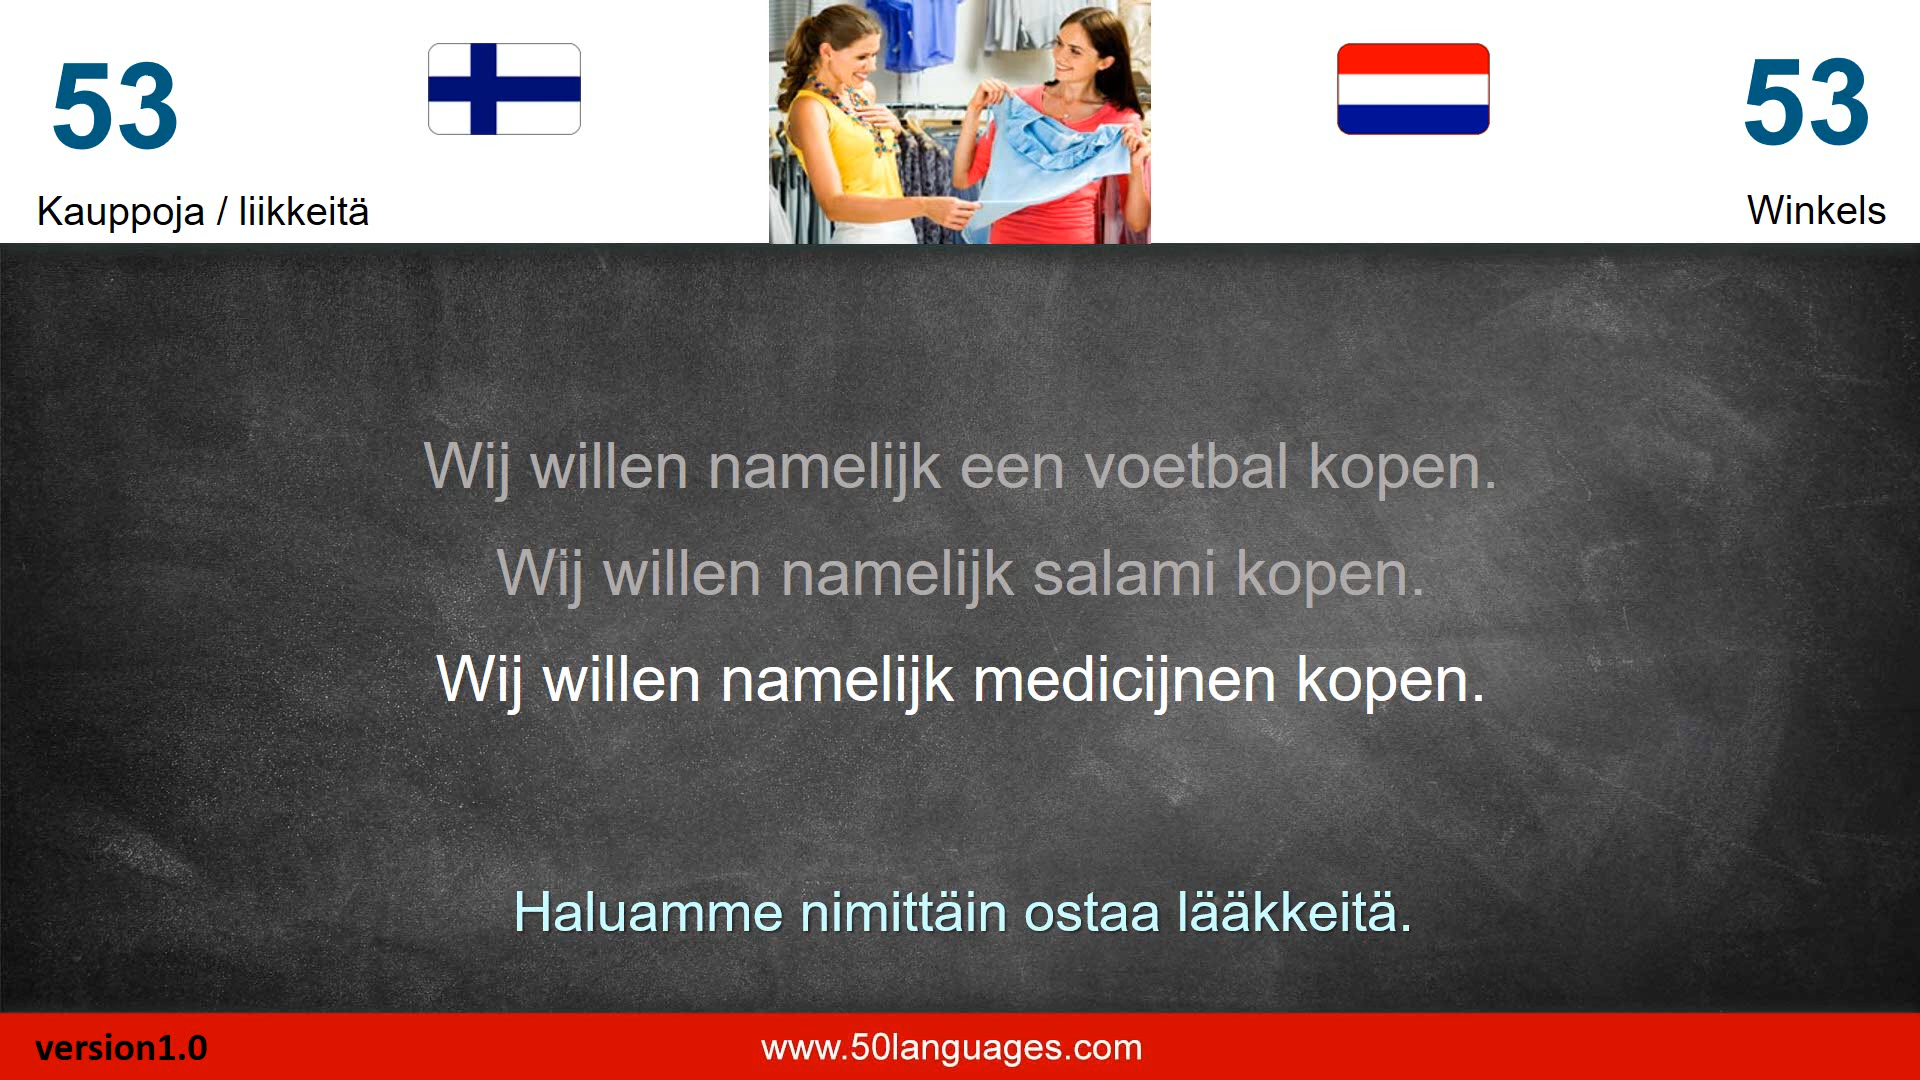 53
53
Kauppoja / liikkeitä
Winkels
Wij willen namelijk een voetbal kopen.
Wij willen namelijk salami kopen.
Wij willen namelijk medicijnen kopen.
Haluamme nimittäin ostaa lääkkeitä.
version1.0
www.50languages.com